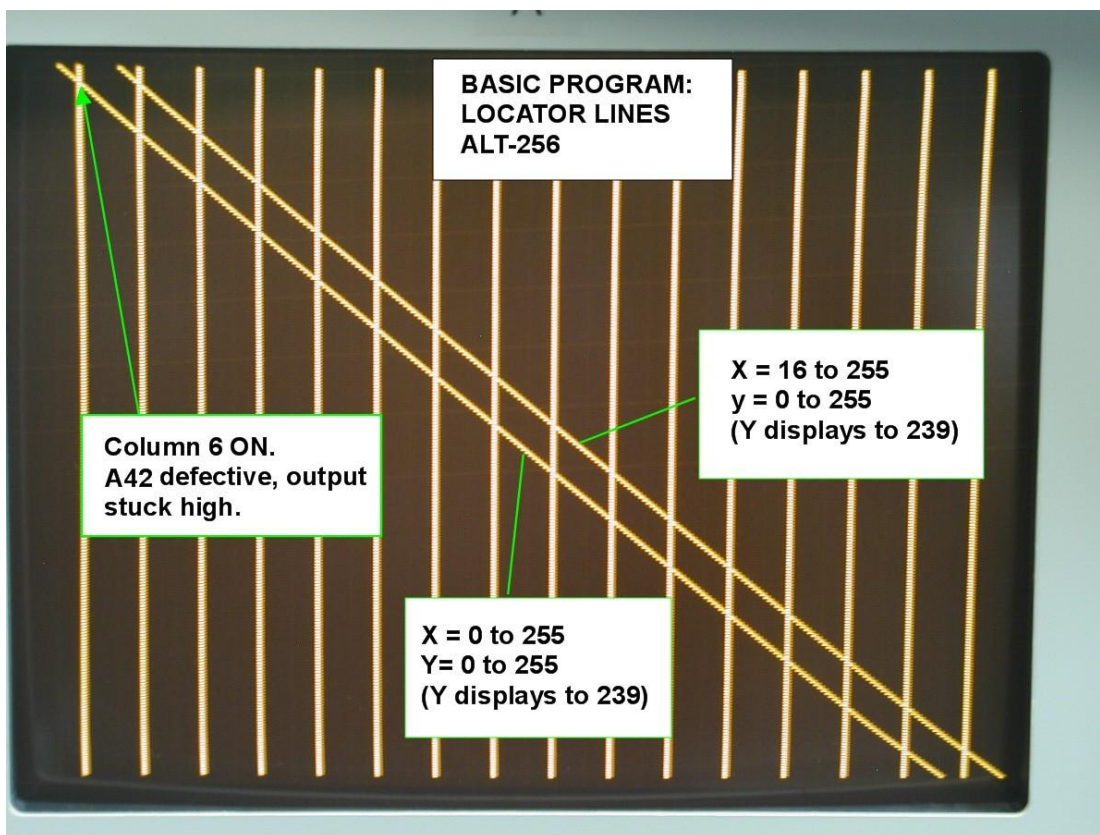 BASIC PROGRAM:
LOCATOR LINES
ALT-256
X = 16 to 255
y = 0 to 255
(Y displays to 239)
Column 6 ON.
A42 defective, output
stuck high.
X = 0 to 255
Y= 0 to 255
(Y displays to 239)